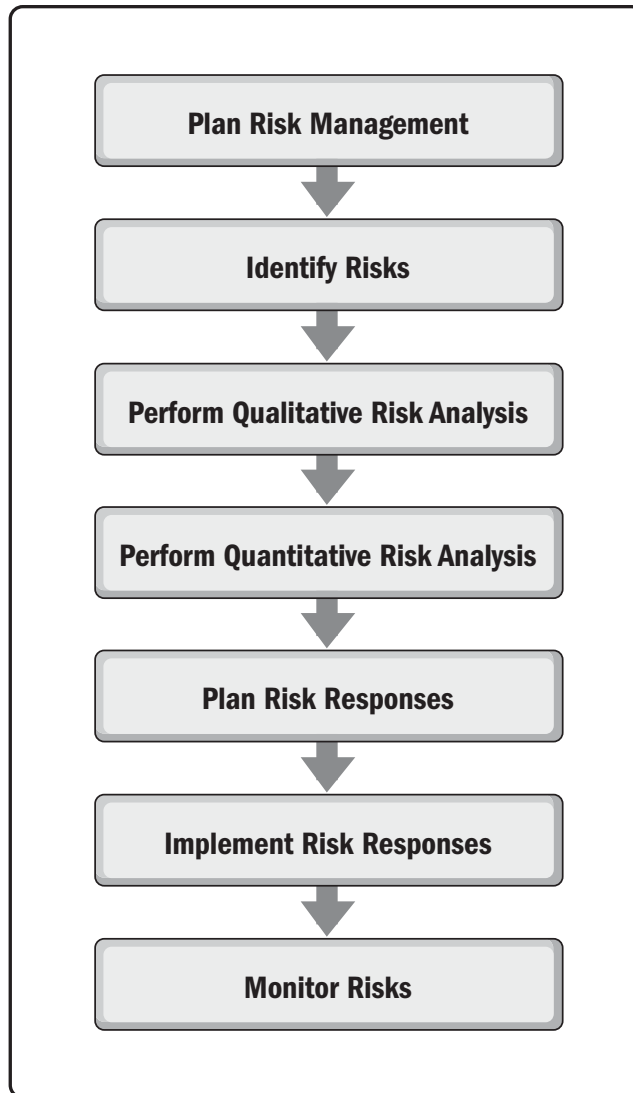 Plan Risk Management
Identify Risks
Perform Qualitative Risk Analysis
Perform Quantitative Risk Analysis
Plan Risk Responses
Implement Risk Responses
Monitor Risks